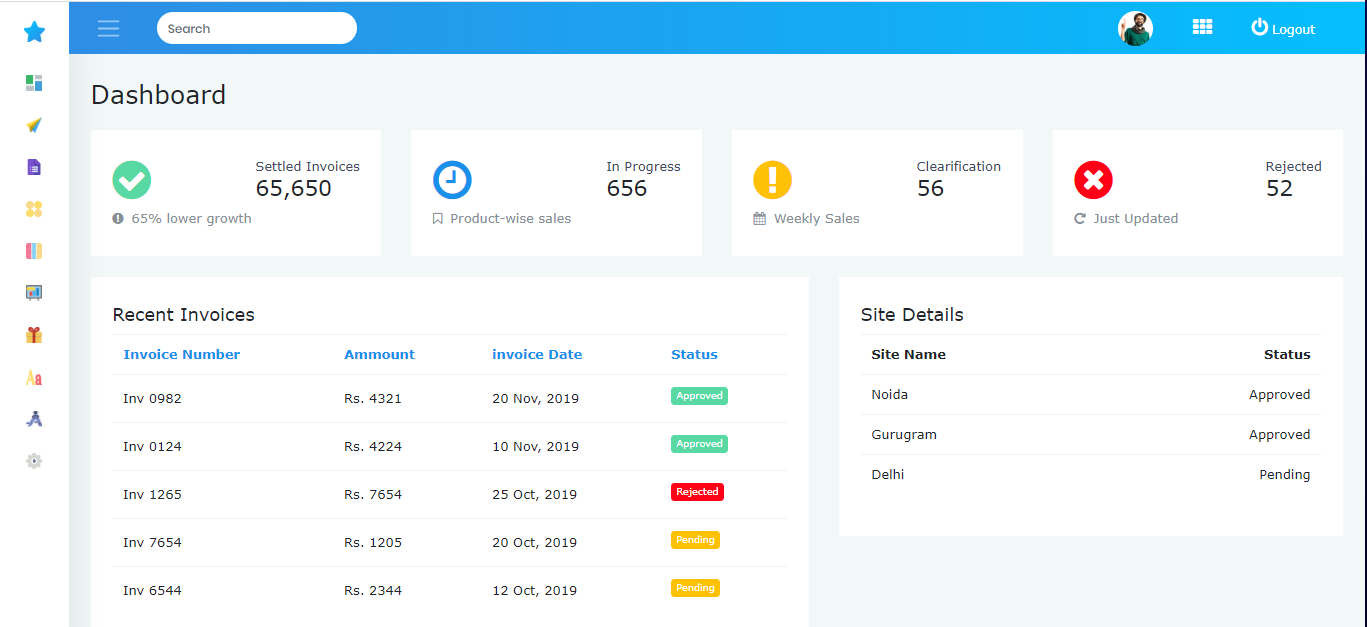 Search
Logout
Dashboard
Settled Invoices
65,650
65% lower growth
In Progress
656
Product-wise sales
Clearification
56
Weekly Sales
Rejected
52
Just Updated
Recent Invoices
Invoice Number Ammount invoice Date Status
Inv 0982 Rs. 4321 20 Nov, 2019 Approved
Inv 0124 Rs. 4224 10 Nov, 2019 Approved
Inv 1265 Rs. 7654 25 Oct, 2019 Rejected
Inv 7654 Rs. 1205 20 Oct, 2019 Pending
Inv 6544 Rs. 2344 12 Oct, 2019 Pending
Site Details
Site Name Status
Noida Approved
Gurugram Approved
Delhi Pending
Aa